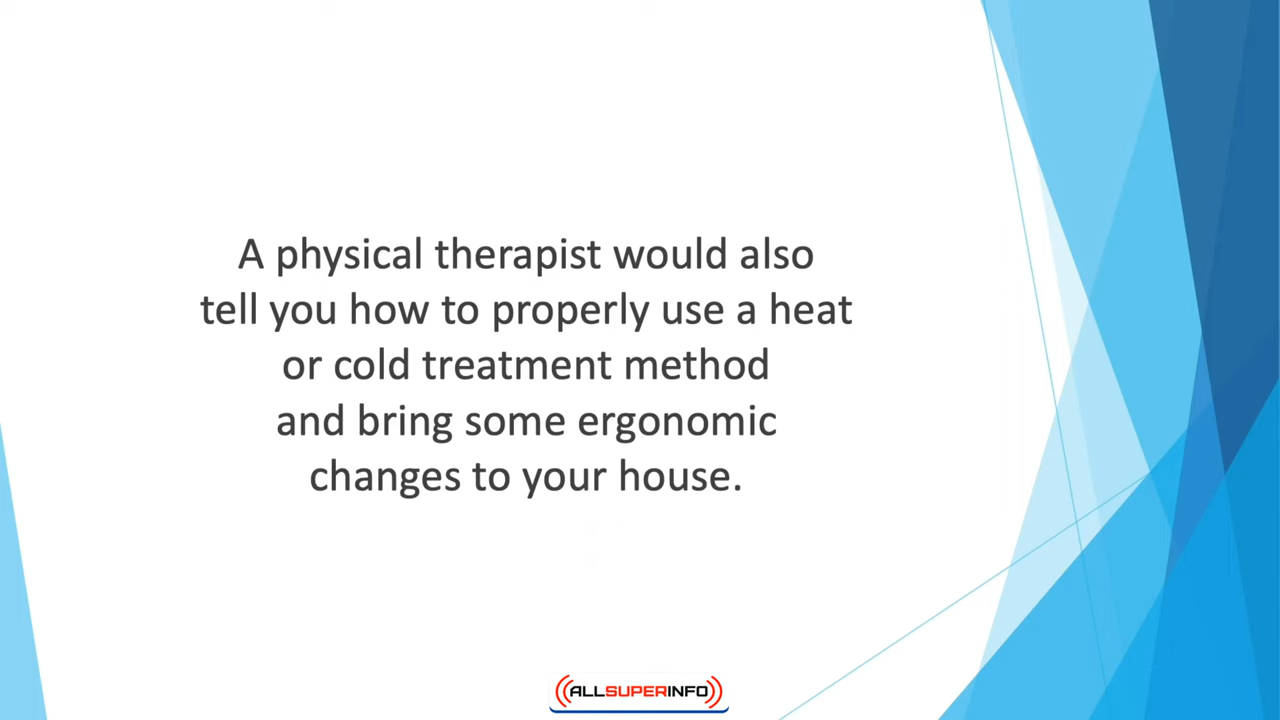 A physical therapist would also
tell you how to properly use a heat
or cold treatment method
and bring some ergonomic
changes to your house.
ALLSUPERINFO